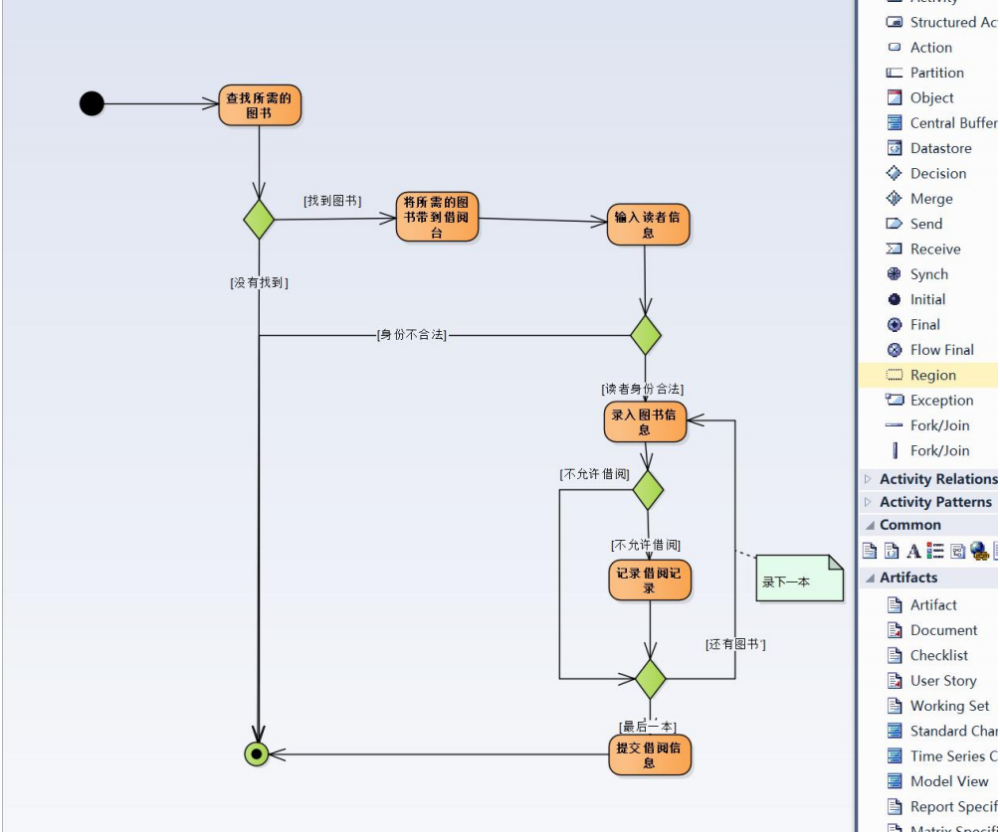 查找所需的
图书
[找到图书]
将所需的图
书带到借阅
台
输入读者信
息
[没有找到]
[身份不合法]
[读者身份合法]
录入图书信
息
[不允许借阅]
[不允许借阅]
记录借阅记
录
录下一本
[还有图书']
[最后一本]
提交借阅信
息
Activity
Structured Ac
Action
Partition
Object
Central Buffer
Datastore
Decision
Merge
Send
Receive
Synch
Initial
Final
Flow Final
Region
Exception
Fork/Join
Fork/Join
Activity Relations
Activity Patterns
Common
A
Artifacts
Artifact
Document
Checklist
User Story
Working Set
Standard Char
Time Series C
Model View
Report Specif
Matrix Specifi